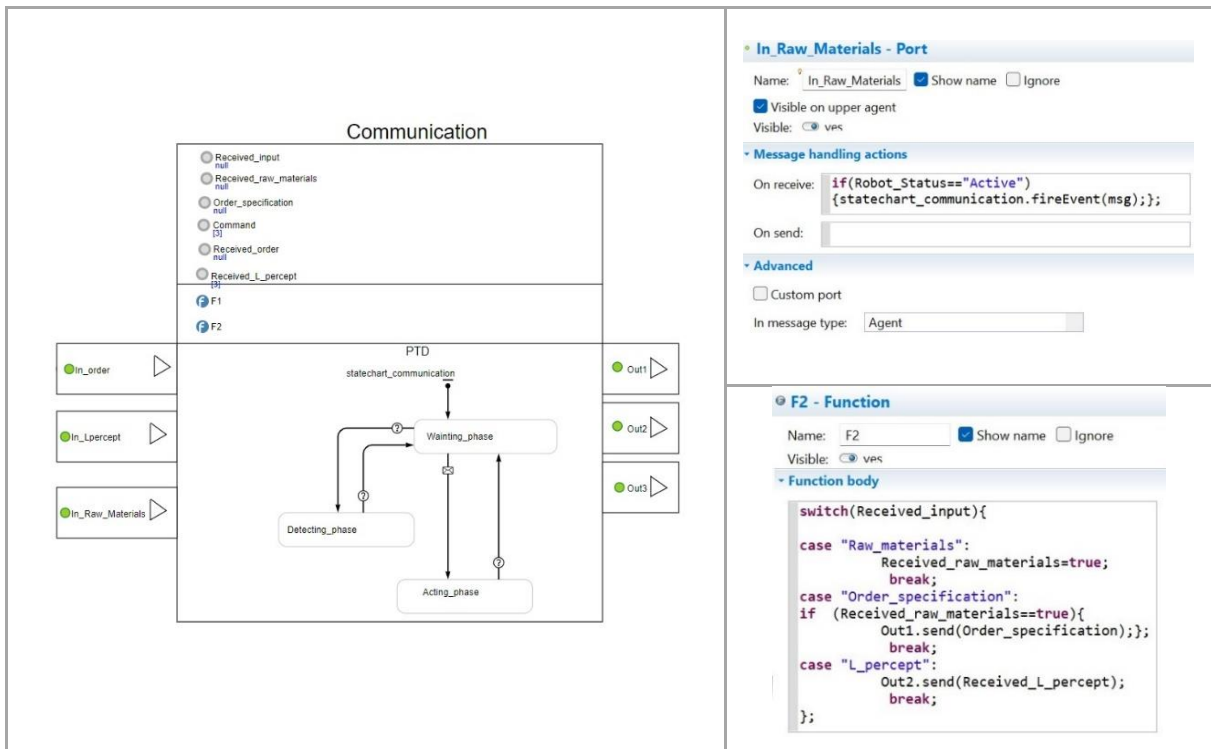 Communication
Received_input
null
Received_raw_materials
null
Order_specification
null
Command
[3]
Received_order
null
Received_L_percept
[3]
F F1
F F2
PTD
statechart_communication
In_order
In_Lpercept
In_Raw_Materials
Out1
Out2
Out3
Wainting_phase
?
?
Detecting_phase
?
Acting_phase
In_Raw_Materials - Port
Name: In_Raw_Materials Show name Ignore
Visible on upper agent
Visible: yes
Message handling actions
On receive: if(Robot_Status=="Active")
{statechart_communication.fireEvent(msg);};
On send:
Advanced
Custom port
In message type: Agent
F2 - Function
Name: F2 Show name Ignore
Visible: yes
Function body
switch(Received_input){
case "Raw_materials":
Received_raw_materials=true;
break;
case "Order_specification":
if (Received_raw_materials==true){
Out1.send(Order_specification);};
break;
case "L_percept":
Out2.send(Received_L_percept);
break;
};